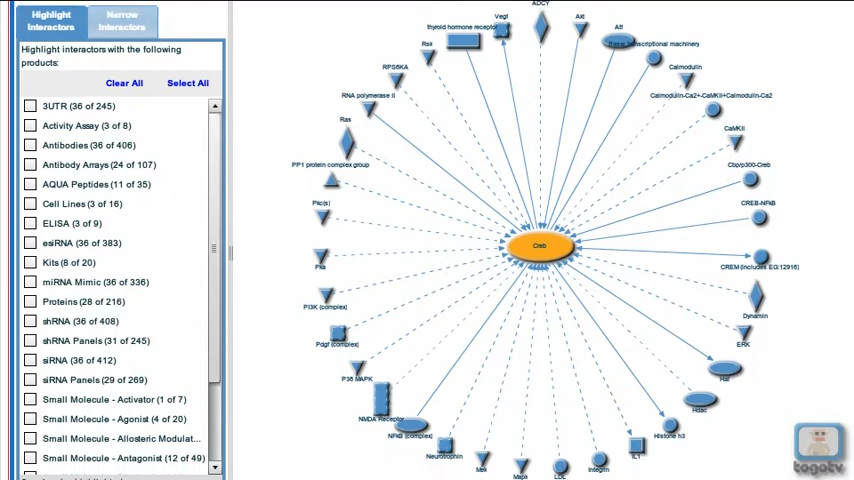 Highlight
Interactors
Narrow
Interactors
Highlight interactors with the following
products:
Clear All
Select All
3UTR (36 of 245)
Activity Assay (3 of 8)
Antibodies (36 of 406)
Antibody Arrays (24 of 107)
AQUA Peptides (11 of 35)
Cell Lines (3 of 16)
ELISA (3 of 9)
esiRNA (36 of 383)
Kits (8 of 20)
miRNA Mimic (36 of 336)
Proteins (28 of 216)
shRNA (36 of 408)
shRNA Panels (31 of 245)
siRNA (36 of 412)
siRNA Panels (29 of 269)
Small Molecule - Activator (1 of 7)
Small Molecule - Agonist (4 of 20)
Small Molecule - Allosteric Modulat...
Small Molecule - Antagonist (12 of 49)
ADCY
Vegf
Akt
thyroid hormone receptor
Atf
Rsk
Basal transcriptional machinery
RPS6KA
Calmodulin
RNA polymerase II
Calmodulin-Ca2+-CaMKII+Calmodulin-Ca2
Ras
CaMKII
PP1 protein complex group
Cbp/p300-Creb
Pkc(s)
CREB-NFkB
Creb
Pka
CREM (includes EG:12916)
PI3K (complex)
Dynamin
Pdgf (complex)
ERK
P38 MAPK
Hat
NMDA Receptor
Hdac
NFkB (complex)
Histone h3
Neurotrophin
IL1
Mek
Mapk
LDL
Integrin
togotv